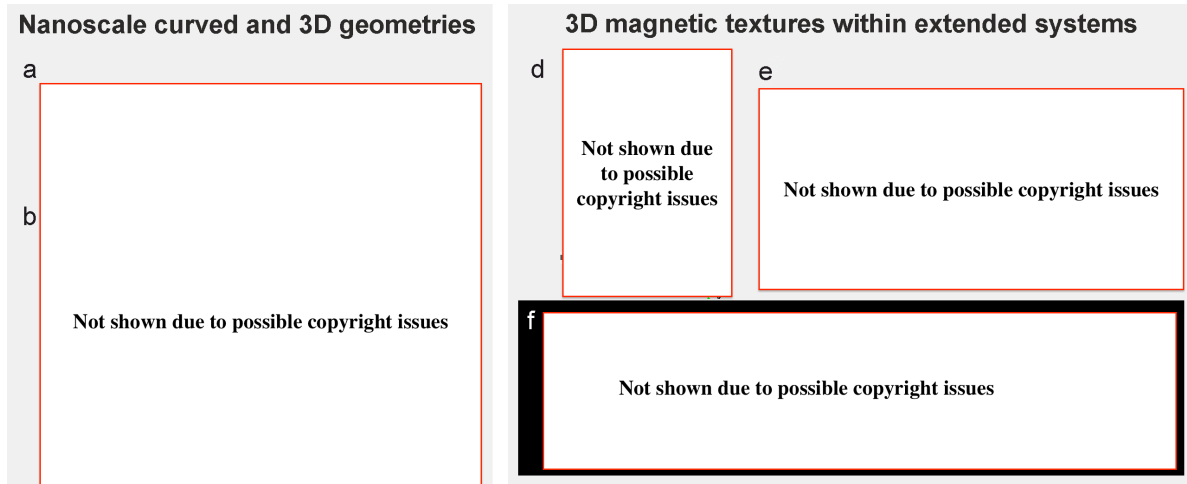 Nanoscale curved and 3D geometries
a
b
Not shown due to possible copyright issues
3D magnetic textures within extended systems
d
Not shown due
to possible
copyright issues
e
Not shown due to possible copyright issues
f
Not shown due to possible copyright issues